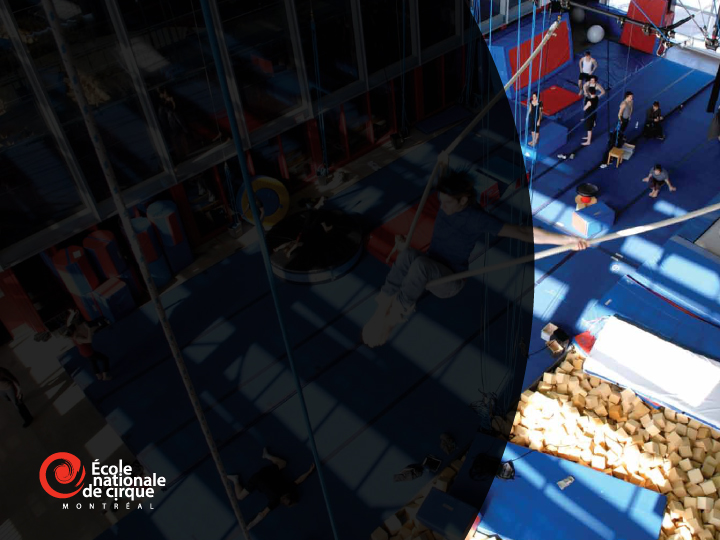 École
nationale
de cirque
MONTRÉAL